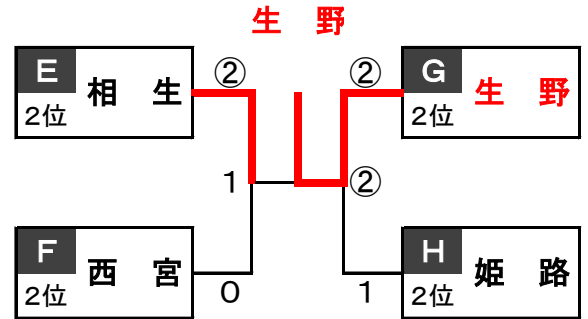 生 野
E 相 生 ② ② G 生 野
2位 2位
1 ②
F 西 宮 0 1 H 姫 路
2位 2位